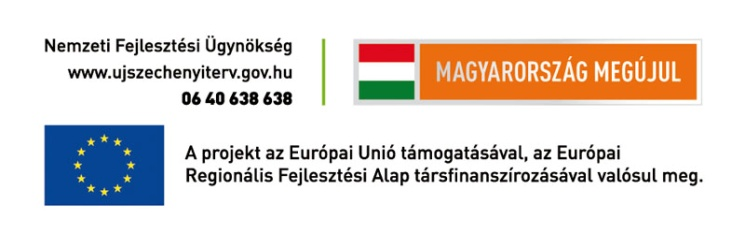 Nemzeti Fejlesztési Ügynökség
www.ujszechenyiterv.gov.hu
06 40 638 638
MAGYARORSZÁG MEGÚJUL
A projekt az Európai Unió támogatásával, az Európai
Regionális Fejlesztési Alap társfinanszírozásával valósul meg.